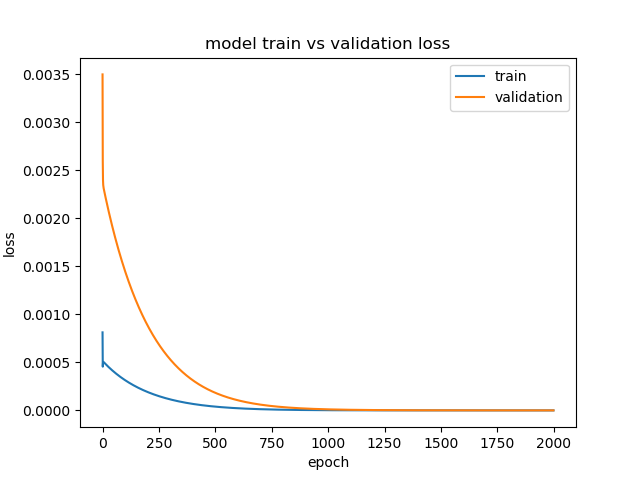 model train vs validation loss
train
validation
0.0035
0.0030
0.0025
0.0020
0.0015
0.0010
0.0005
0.0000
loss
0 250 500 750 1000 1250 1500 1750 2000
epoch